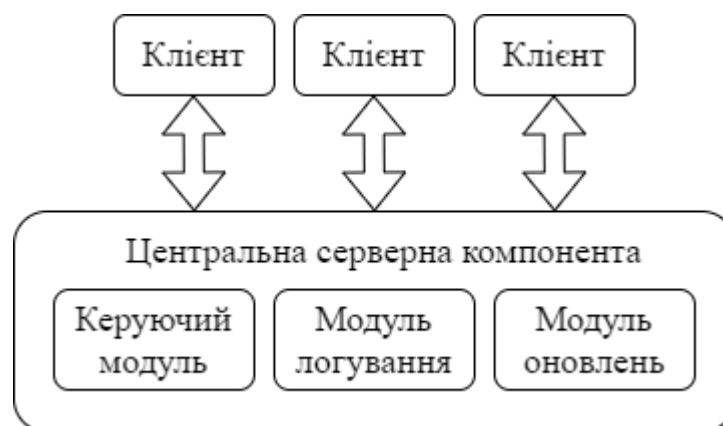 Клієнт Клієнт Клієнт
Центральна серверна компонента
Керуючий модуль
Модуль логування
Модуль оновлень